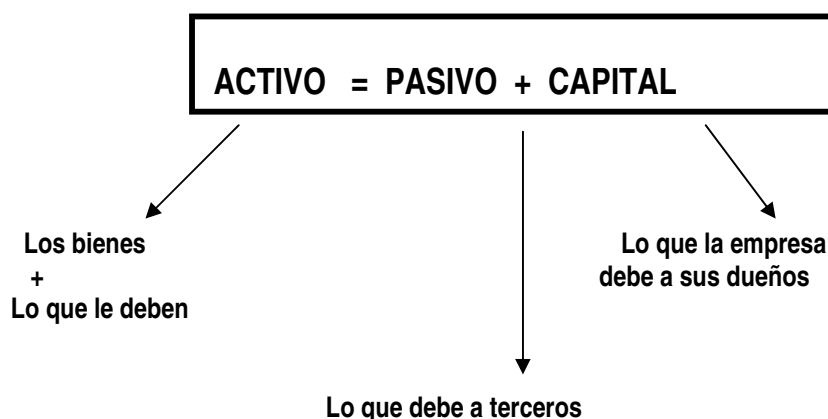 ACTIVO = PASIVO + CAPITAL
Los bienes
+
Lo que le deben
Lo que la empresa
debe a sus dueños
Lo que debe a terceros